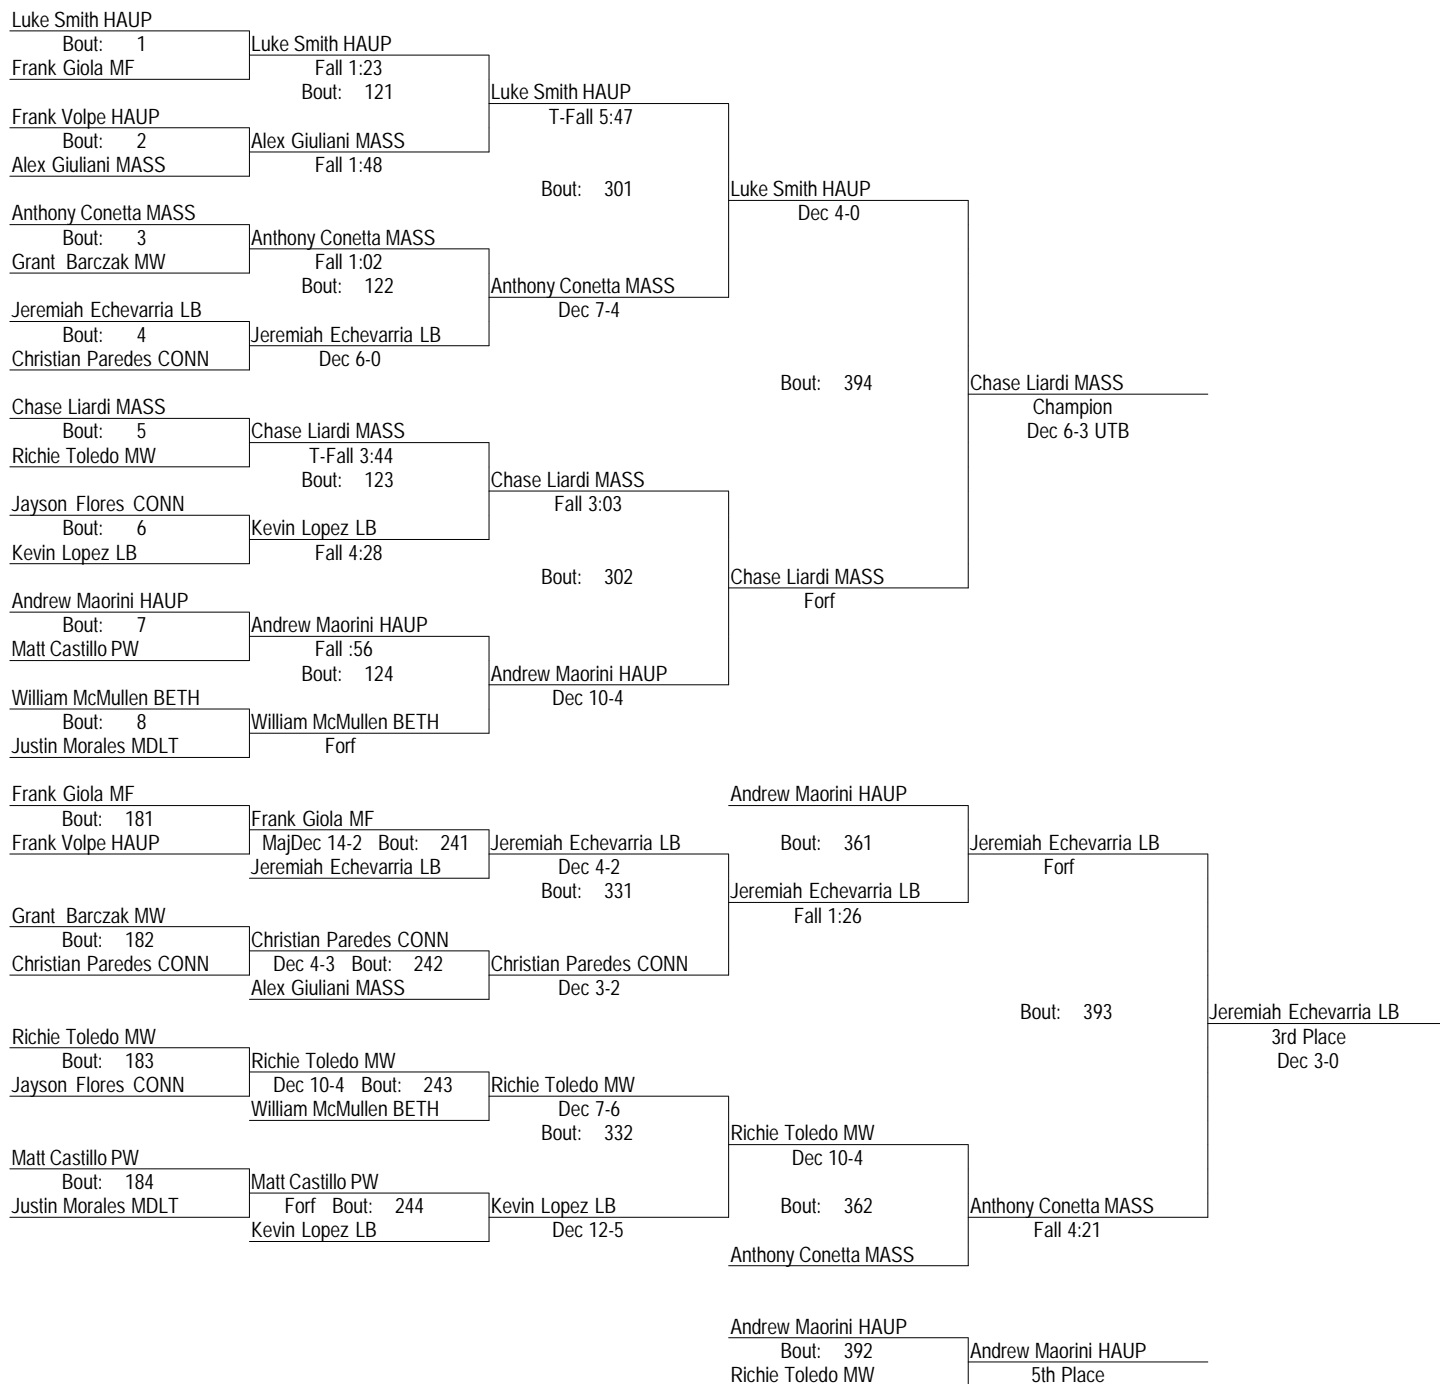 Luke Smith HAUP
Bout: 1
Frank Giola MF
Luke Smith HAUP
Fall 1:23
Bout: 121
Frank Volpe HAUP
Bout: 2
Alex Giuliani MASS
Alex Giuliani MASS
Fall 1:48
Luke Smith HAUP
T-Fall 5:47
Bout: 301
Anthony Conetta MASS
Bout: 3
Grant Barczak MW
Anthony Conetta MASS
Fall 1:02
Bout: 122
Jeremiah Echevarria LB
Bout: 4
Christian Paredes CONN
Jeremiah Echevarria LB
Dec 6-0
Anthony Conetta MASS
Dec 7-4
Luke Smith HAUP
Dec 4-0
Bout: 394
Chase Liardi MASS
Bout: 5
Richie Toledo MW
Chase Liardi MASS
T-Fall 3:44
Bout: 123
Jayson Flores CONN
Bout: 6
Kevin Lopez LB
Kevin Lopez LB
Fall 4:28
Chase Liardi MASS
Fall 3:03
Bout: 302
Andrew Maorini HAUP
Bout: 7
Matt Castillo PW
Andrew Maorini HAUP
Fall :56
Bout: 124
William McMullen BETH
Bout: 8
Justin Morales MDLT
William McMullen BETH
Forf
Andrew Maorini HAUP
Dec 10-4
Chase Liardi MASS
Forf
Chase Liardi MASS
Champion
Dec 6-3 UTB
Frank Giola MF
Bout: 181
Frank Volpe HAUP
Frank Giola MF
MajDec 14-2 Bout: 241
Jeremiah Echevarria LB
Jeremiah Echevarria LB
Dec 4-2
Bout: 331
Grant Barczak MW
Bout: 182
Christian Paredes CONN
Christian Paredes CONN
Dec 4-3 Bout: 242
Alex Giuliani MASS
Christian Paredes CONN
Dec 3-2
Andrew Maorini HAUP
Bout: 361
Jeremiah Echevarria LB
Fall 1:26
Jeremiah Echevarria LB
Forf
Bout: 393
Richie Toledo MW
Bout: 183
Jayson Flores CONN
Richie Toledo MW
Dec 10-4 Bout: 243
William McMullen BETH
Richie Toledo MW
Dec 7-6
Bout: 332
Matt Castillo PW
Bout: 184
Justin Morales MDLT
Matt Castillo PW
Forf Bout: 244
Kevin Lopez LB
Kevin Lopez LB
Dec 12-5
Richie Toledo MW
Dec 10-4
Bout: 362
Anthony Conetta MASS
Anthony Conetta MASS
Fall 4:21
Jeremiah Echevarria LB
3rd Place
Dec 3-0
Andrew Maorini HAUP
Bout: 392
Richie Toledo MW
Andrew Maorini HAUP
5th Place